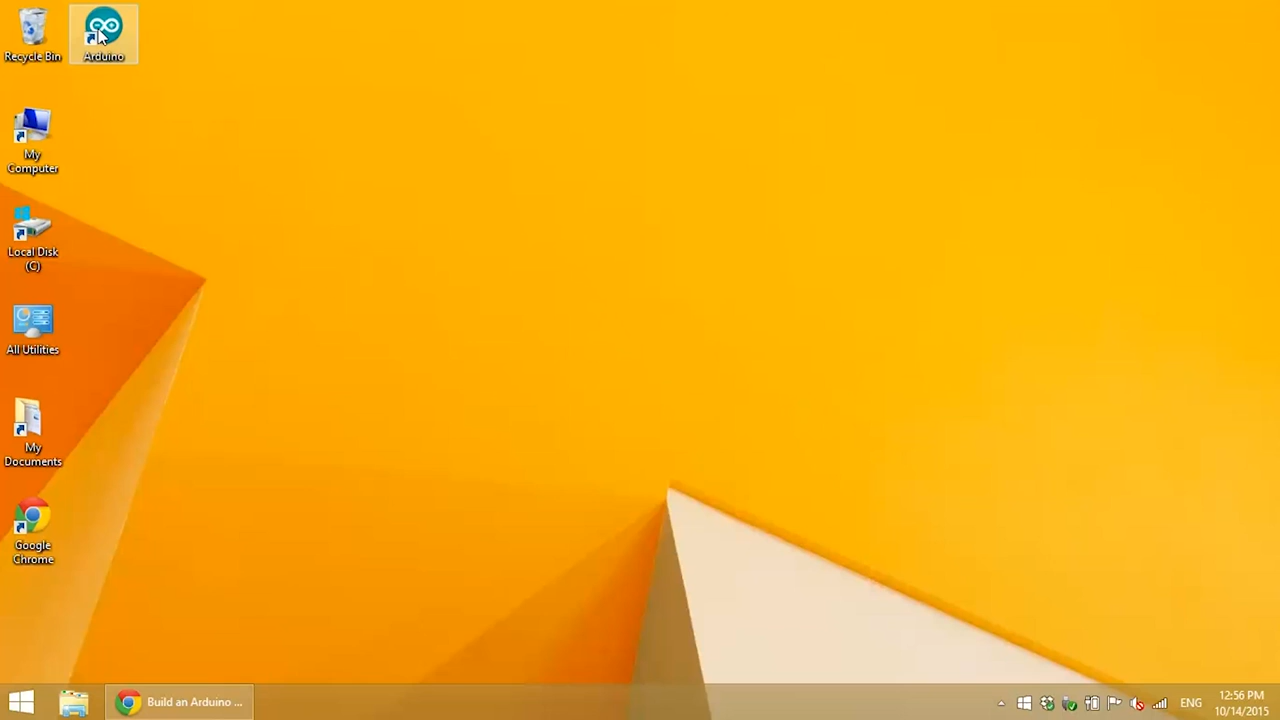 Recycle Bin
Arduino
My
Computer
Local Disk
(C)
All Utilities
My
Documents
Google
Chrome
Build an Arduino ...
ENG
12:56 PM
10/14/2015